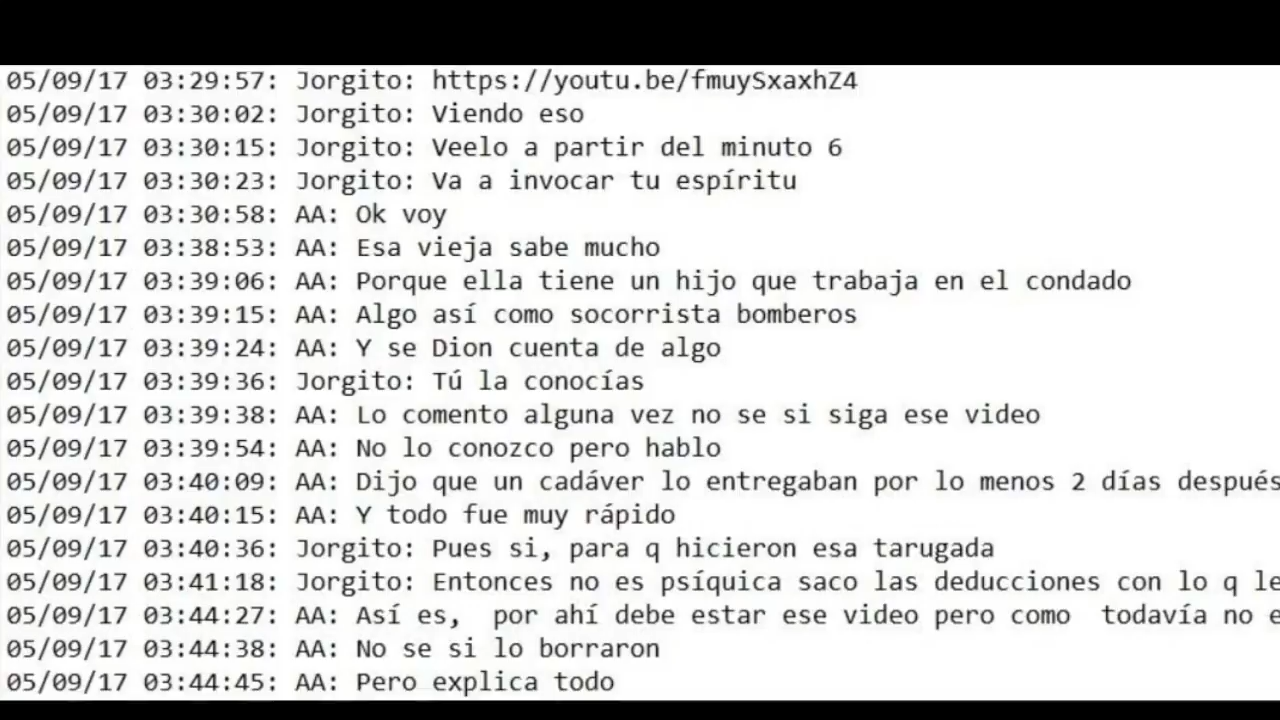 05/09/17 03:29:57: Jorgito: https://youtu.be/fmuySxaxhZ4
05/09/17 03:30:02: Jorgito: Viendo eso
05/09/17 03:30:15: Jorgito: Veelo a partir del minuto 6
05/09/17 03:30:23: Jorgito: Va a invocar tu espíritu
05/09/17 03:30:58: AA: Ok voy
05/09/17 03:38:53: AA: Esa vieja sabe mucho
05/09/17 03:39:06: AA: Porque ella tiene un hijo que trabaja en el condado
05/09/17 03:39:15: AA: Algo así como socorrista bomberos
05/09/17 03:39:24: AA: Y se Dion cuenta de algo
05/09/17 03:39:36: Jorgito: Tú la conocías
05/09/17 03:39:38: AA: Lo comento alguna vez no se si siga ese video
05/09/17 03:39:54: AA: No lo conozco pero hablo
05/09/17 03:40:09: AA: Dijo que un cadáver lo entregaban por lo menos 2 días después
05/09/17 03:40:15: AA: Y todo fue muy rápido
05/09/17 03:40:36: Jorgito: Pues si, para q hicieron esa tarugada
05/09/17 03:41:18: Jorgito: Entonces no es psíquica saco las deducciones con lo q le
05/09/17 03:44:27: AA: Así es,  por ahí debe estar ese video pero como  todavía no e
05/09/17 03:44:38: AA: No se si lo borraron
05/09/17 03:44:45: AA: Pero explica todo